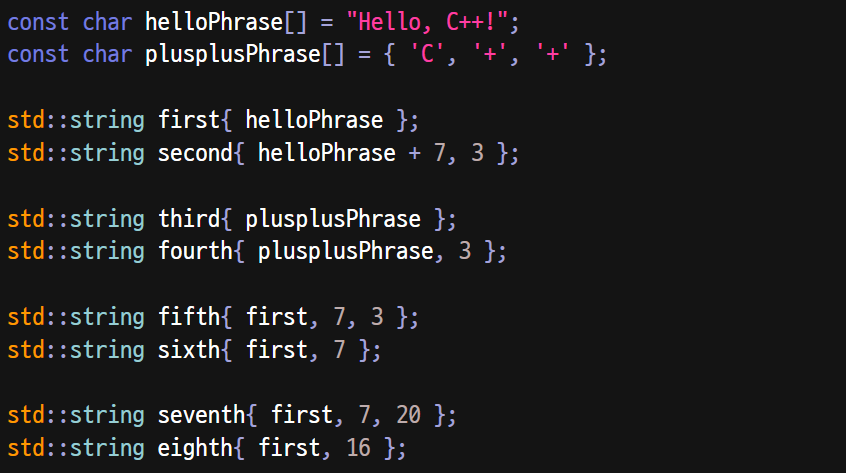 const char helloPhrase[] = "Hello, C++!";
const char plusplusPhrase[] = { 'C', '+', '+' };
std::string first{ helloPhrase };
std::string second{ helloPhrase + 7, 3 };
std::string third{ plusplusPhrase };
std::string fourth{ plusplusPhrase, 3 };
std::string fifth{ first, 7, 3 };
std::string sixth{ first, 7 };
std::string seventh{ first, 7, 20 };
std::string eighth{ first, 16 };